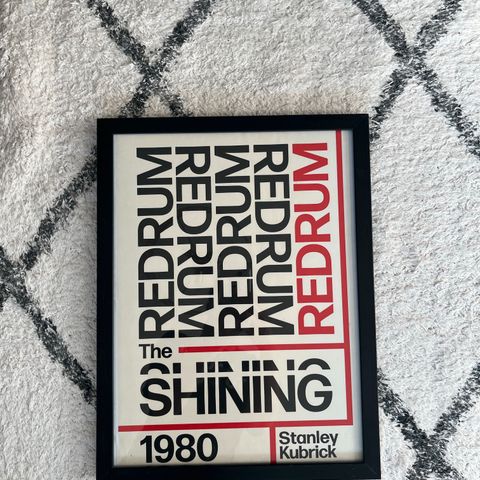 REDRUM
REDRUM
REDRUM
REDRUM
REDRUM
The
SHINING
1980
Stanley
Kubrick